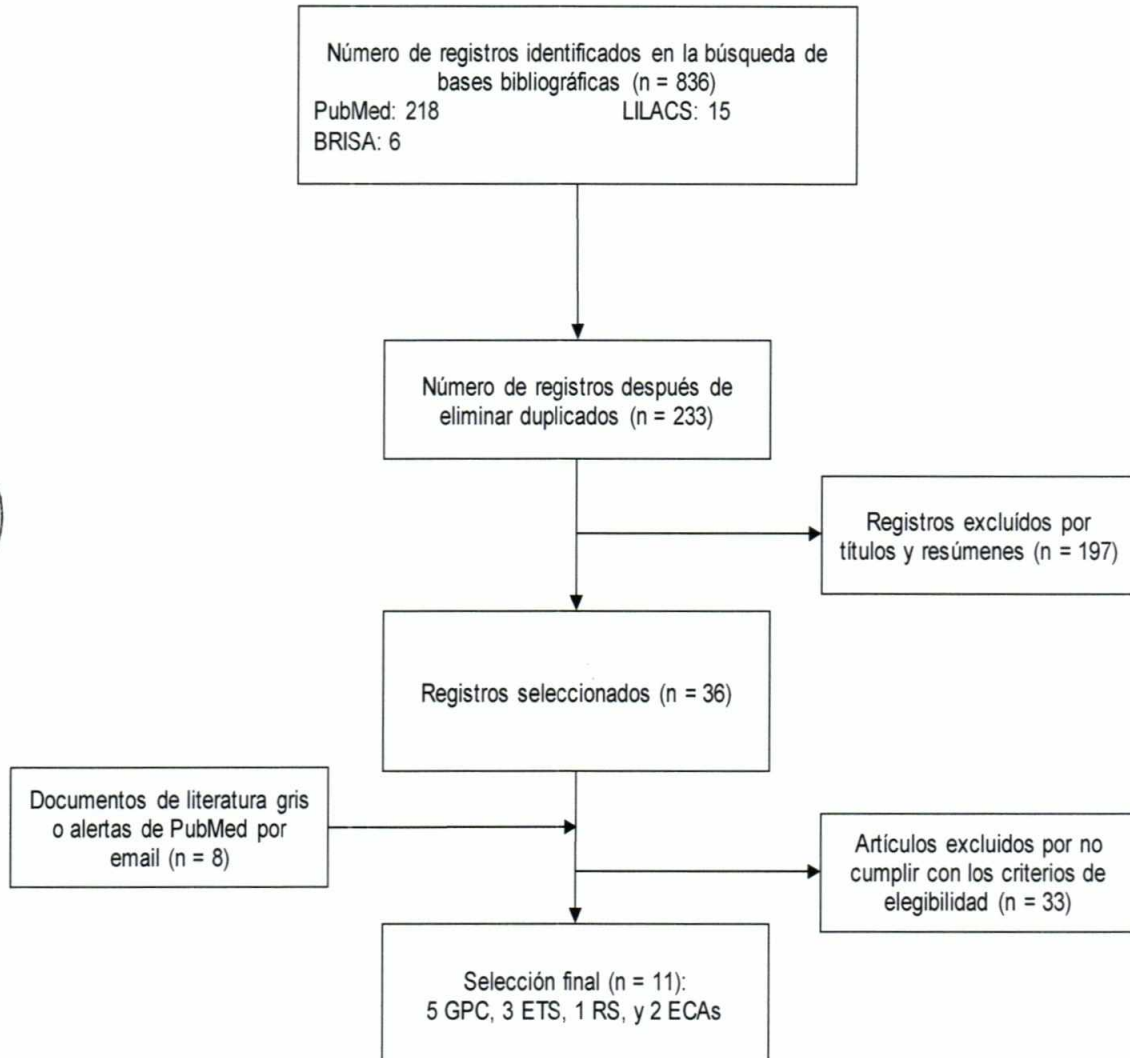 Número de registros identificados en la búsqueda de
bases bibliográficas (n = 836)
PubMed: 218 LILACS: 15
BRISA: 6
Número de registros después de
eliminar duplicados (n = 233)
Registros excluídos por
títulos y resúmenes (n = 197)
Registros seleccionados (n = 36)
Documentos de literatura gris
o alertas de PubMed por
email (n = 8)
Artículos excluidos por no
cumplir con los criterios de
elegibilidad (n = 33)
Selección final (n = 11):
5 GPC, 3 ETS, 1 RS, y 2 ECAs